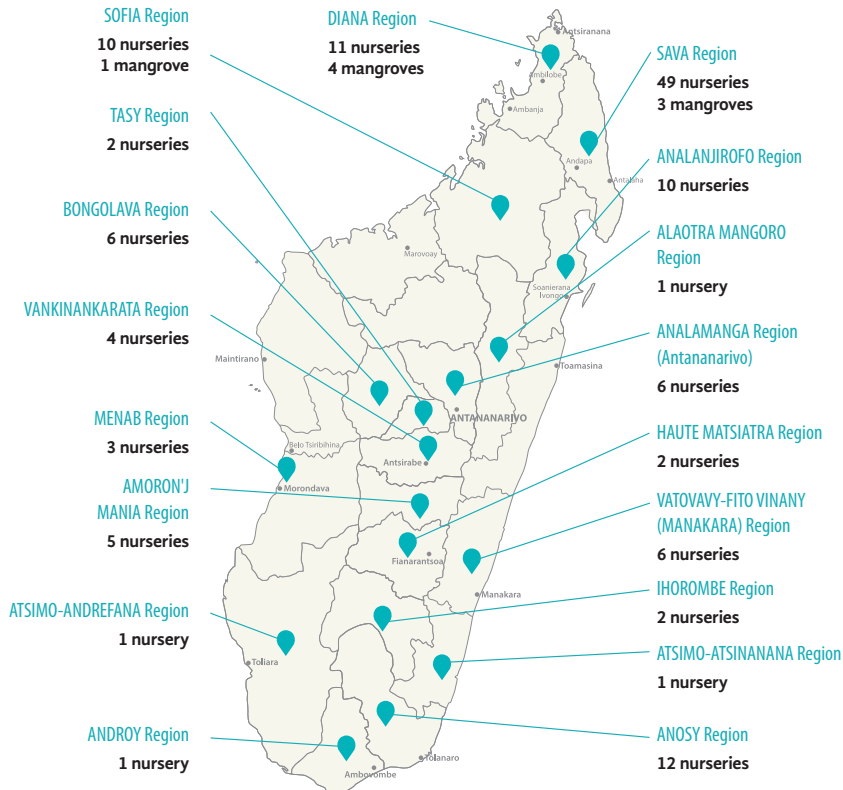 SOFIA Region
10 nurseries
1 mangrove
TASY Region
2 nurseries
BONGOLAVA Region
6 nurseries
VANKINANKARATA Region
4 nurseries
MENAB Region
3 nurseries
AMORON'J
MANIA Region
5 nurseries
ATSIMO-ANDREFANA Region
1 nursery
ANDROY Region
1 nursery
DIANA Region
11 nurseries
4 mangroves
SAVA Region
49 nurseries
3 mangroves
ANALANJIROFO Region
10 nurseries
ALAOTRA MANGORO
Region
1 nursery
ANALAMANGA Region
(Antananarivo)
6 nurseries
HAUTE MATSIATRA Region
2 nurseries
VATOVAVY-FITO VINANY
(MANAKARA) Region
6 nurseries
IHOROMBE Region
2 nurseries
ATSIMO-ATSINANANA Region
1 nursery
ANOSY Region
12 nurseries
Antsiranana
Ambilobe
Ambanja
Andapa
Antalaha
Marovoay
Soanierana
Ivongo
Maintirano
Toamasina
ANTANANARIVO
Belo Tsiribihina
Antsirabe
Morondava
Fianarantsoa
Manakara
Toliara
Tolanaro
Ambovombe